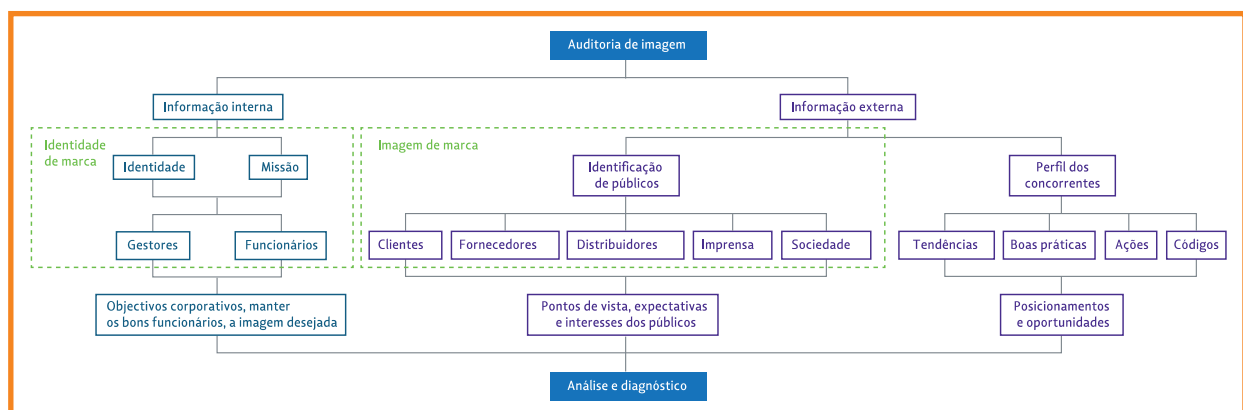 Auditoria de imagem
Informação interna
Informação externa
Identidade
de marca
Imagem de marca
Identidade
Missão
Identificação
de públicos
Perfil dos
concorrentes
Gestores
Funcionários
Clientes
Fornecedores
Distribuidores
Imprensa
Sociedade
Tendências
Boas práticas
Ações
Códigos
Objectivos corporativos, manter
os bons funcionários, a imagem desejada
Pontos de vista, expectativas
e interesses dos públicos
Posicionamentos
e oportunidades
Análise e diagnóstico